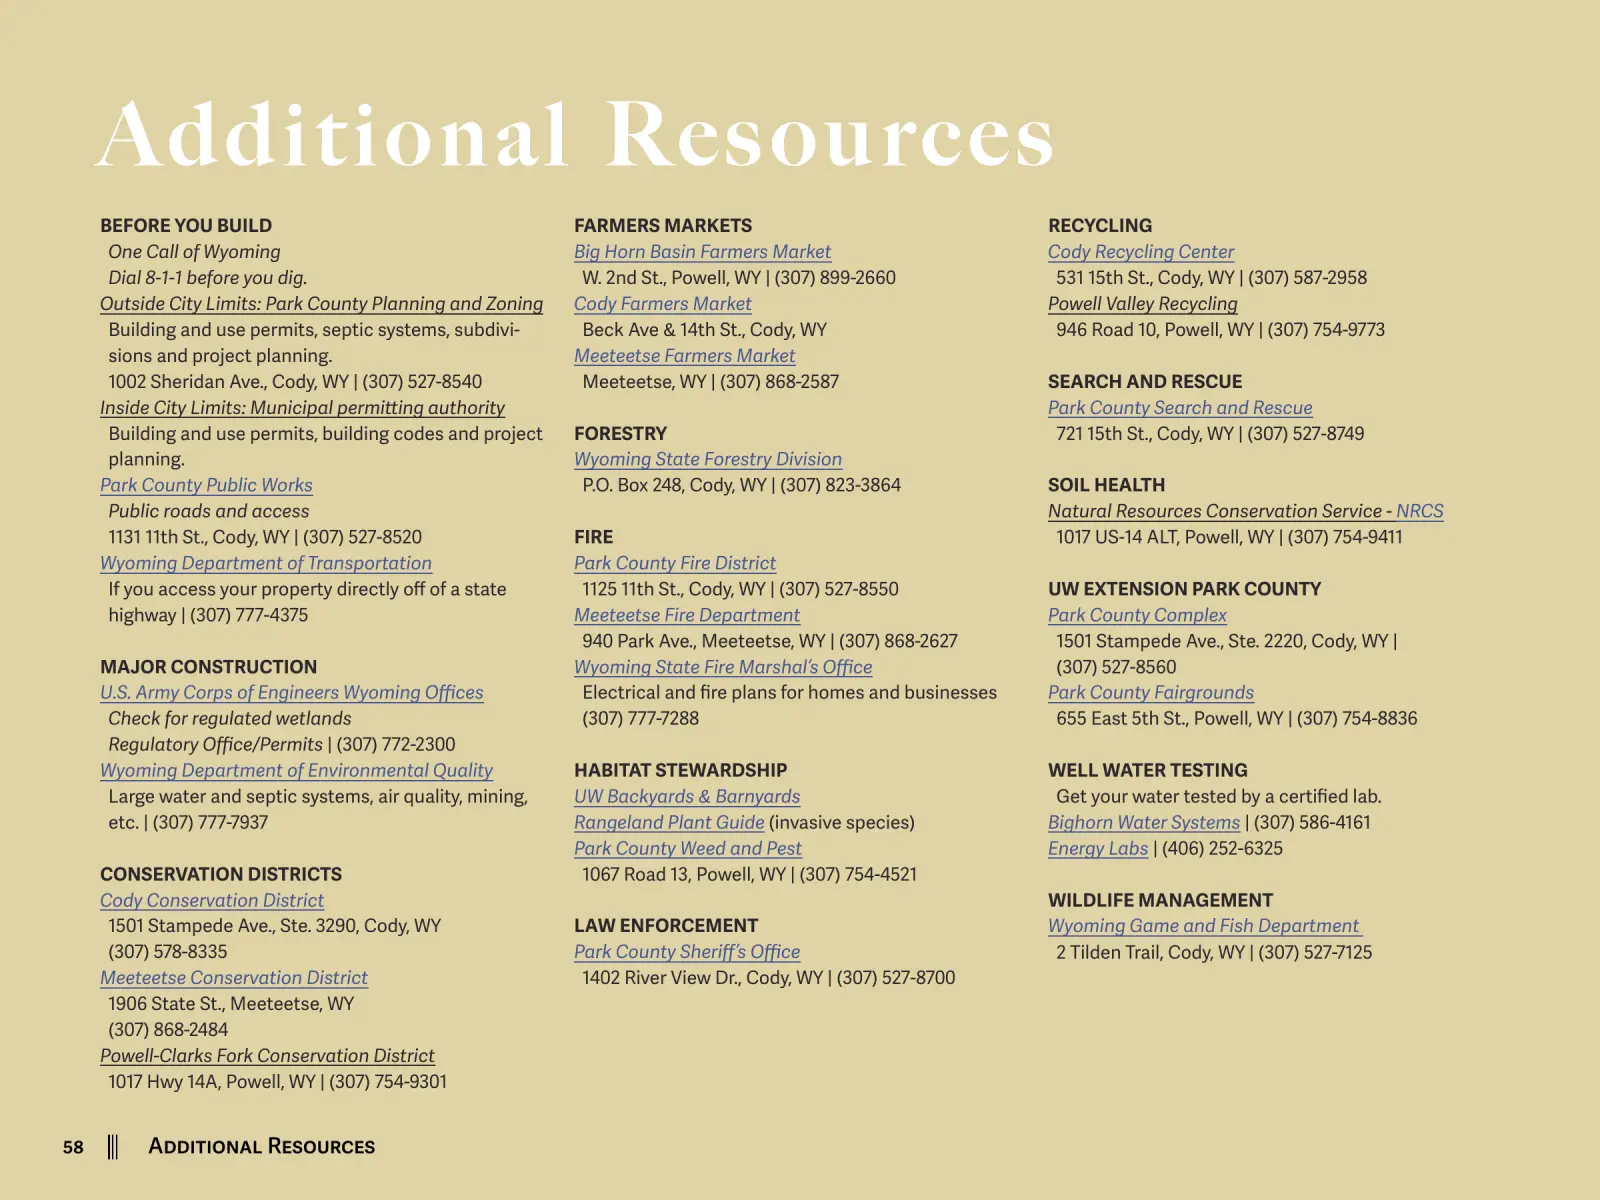 Additional Resources
BEFORE YOU BUILD
One Call of Wyoming
Dial 8-1-1 before you dig.
Outside City Limits: Park County Planning and Zoning
Building and use permits, septic systems, subdivi-
sions and project planning.
1002 Sheridan Ave., Cody, WY | (307) 527-8540
Inside City Limits: Municipal permitting authority
Building and use permits, building codes and project
planning.
Park County Public Works
Public roads and access
1131 11th St., Cody, WY | (307) 527-8520
Wyoming Department of Transportation
If you access your property directly off of a state
highway | (307) 777-4375
MAJOR CONSTRUCTION
U.S. Army Corps of Engineers Wyoming Offices
Check for regulated wetlands
Regulatory Office/Permits | (307) 772-2300
Wyoming Department of Environmental Quality
Large water and septic systems, air quality, mining,
etc. | (307) 777-7937
CONSERVATION DISTRICTS
Cody Conservation District
1501 Stampede Ave., Ste. 3290, Cody, WY
(307) 578-8335
Meeteetse Conservation District
1906 State St., Meeteetse, WY
(307) 868-2484
Powell-Clarks Fork Conservation District
1017 Hwy 14A, Powell, WY | (307) 754-9301
FARMERS MARKETS
Big Horn Basin Farmers Market
W. 2nd St., Powell, WY | (307) 899-2660
Cody Farmers Market
Beck Ave & 14th St., Cody, WY
Meeteetse Farmers Market
Meeteetse, WY | (307) 868-2587
FORESTRY
Wyoming State Forestry Division
P.O. Box 248, Cody, WY | (307) 823-3864
FIRE
Park County Fire District
1125 11th St., Cody, WY | (307) 527-8550
Meeteetse Fire Department
940 Park Ave., Meeteetse, WY | (307) 868-2627
Wyoming State Fire Marshal's Office
Electrical and fire plans for homes and businesses
(307) 777-7288
HABITAT STEWARDSHIP
UW Backyards & Barnyards
Rangeland Plant Guide (invasive species)
Park County Weed and Pest
1067 Road 13, Powell, WY | (307) 754-4521
LAW ENFORCEMENT
Park County Sheriff's Office
1402 River View Dr., Cody, WY | (307) 527-8700
RECYCLING
Cody Recycling Center
531 15th St., Cody, WY | (307) 587-2958
Powell Valley Recycling
946 Road 10, Powell, WY | (307) 754-9773
SEARCH AND RESCUE
Park County Search and Rescue
721 15th St., Cody, WY | (307) 527-8749
SOIL HEALTH
Natural Resources Conservation Service - NRCS
1017 US-14 ALT, Powell, WY | (307) 754-9411
UW EXTENSION PARK COUNTY
Park County Complex
1501 Stampede Ave., Ste. 2220, Cody, WY |
(307) 527-8560
Park County Fairgrounds
655 East 5th St., Powell, WY | (307) 754-8836
WELL WATER TESTING
Get your water tested by a certified lab.
Bighorn Water Systems | (307) 586-4161
Energy Labs | (406) 252-6325
WILDLIFE MANAGEMENT
Wyoming Game and Fish Department
2 Tilden Trail, Cody, WY | (307) 527-7125
58 Additional Resources